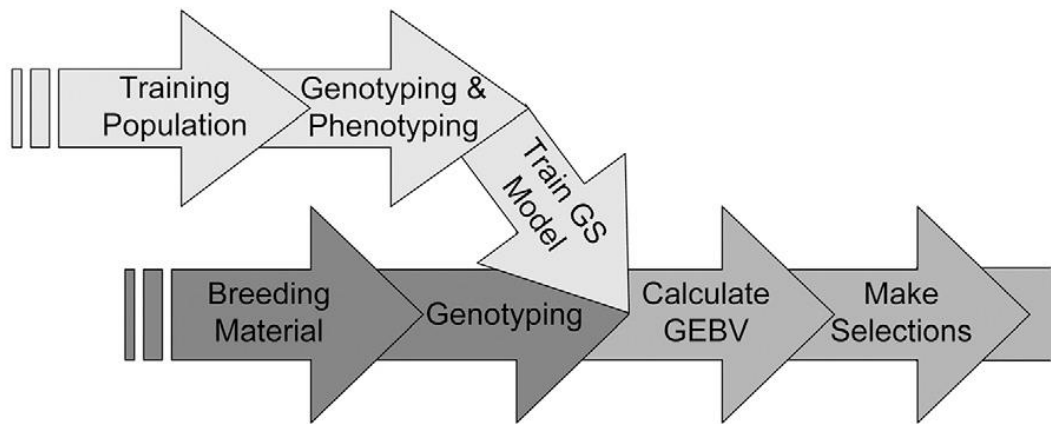 Training
Population
Genotyping &
Phenotyping
Train GS
Model
Breeding
Material
Genotyping
Calculate
GEBV
Make
Selections